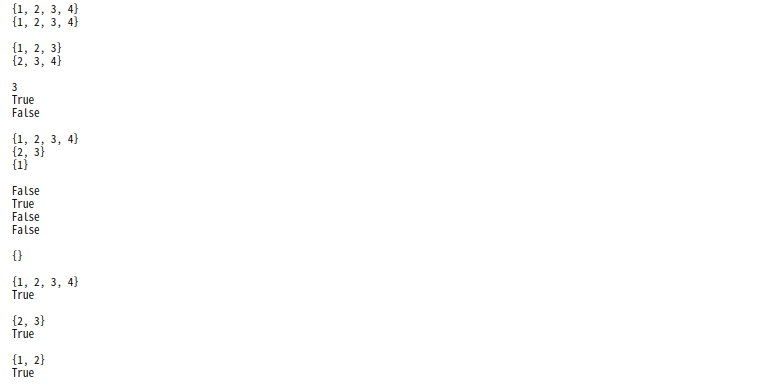 {1, 2, 3, 4}
{1, 2, 3, 4}
{1, 2, 3}
{2, 3, 4}
3
True
False
{1, 2, 3, 4}
{2, 3}
{1}
False
True
False
False
{}
{1, 2, 3, 4}
True
{2, 3}
True
{1, 2}
True